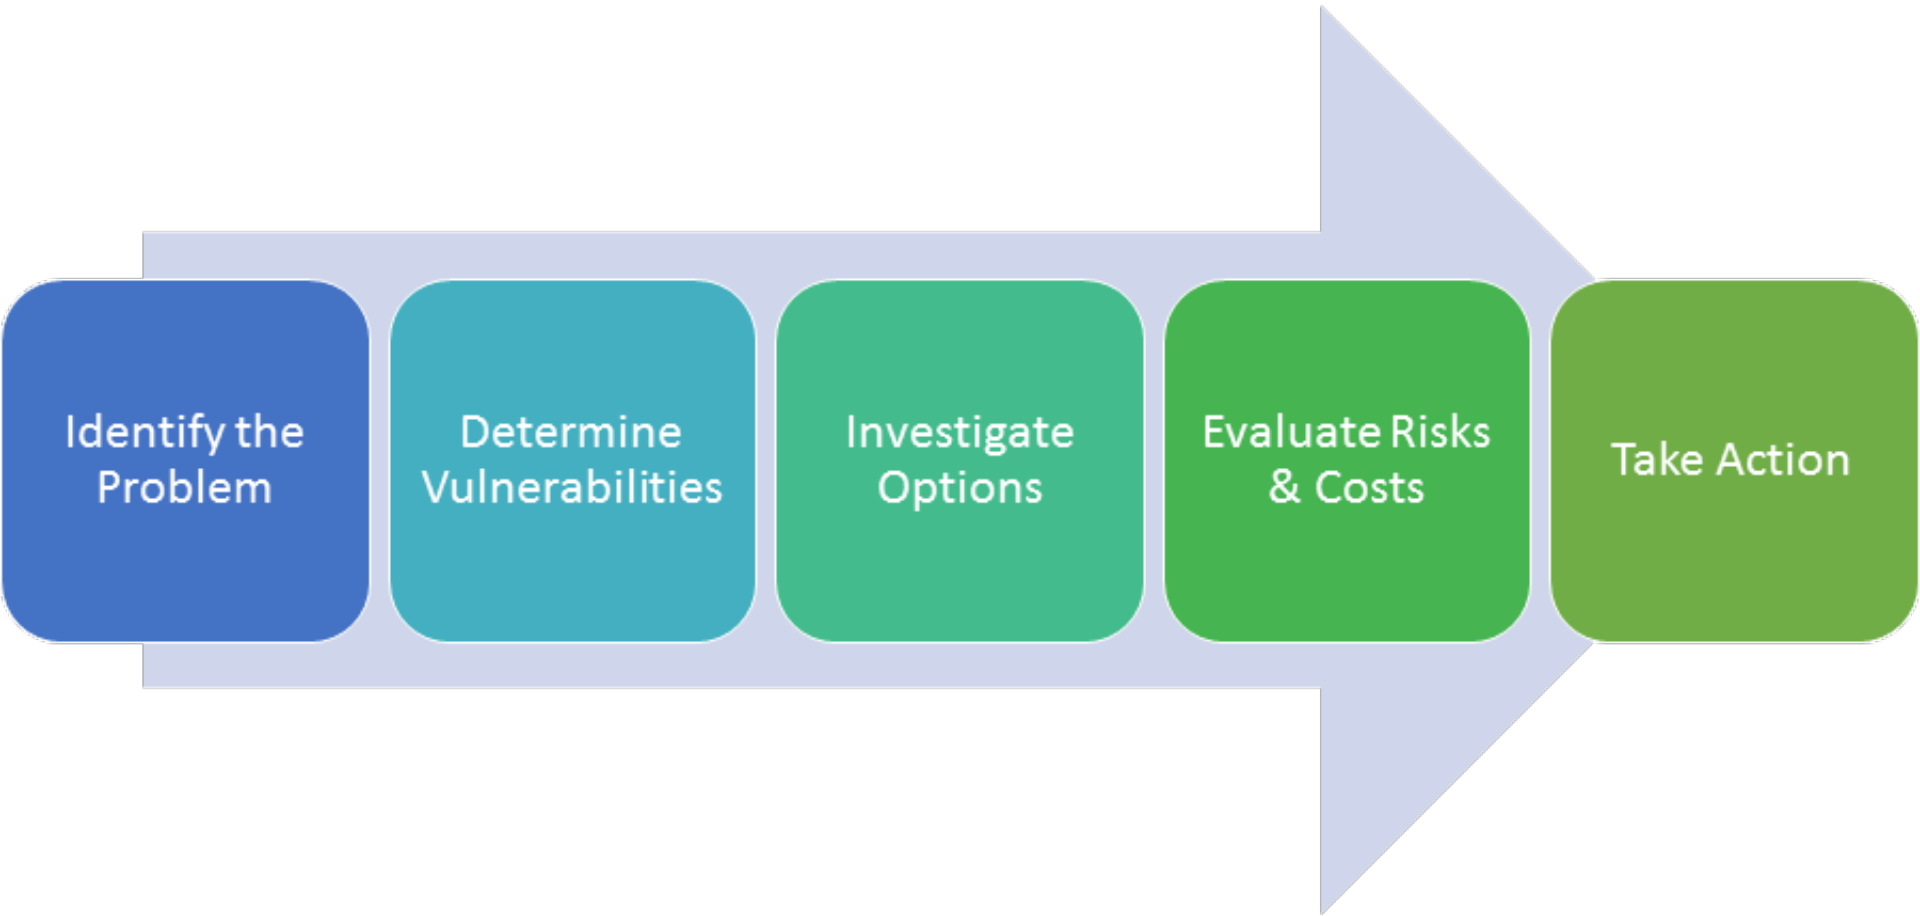 Identify the
Problem
Determine
Vulnerabilities
Investigate
Options
Evaluate Risks
& Costs
Take Action